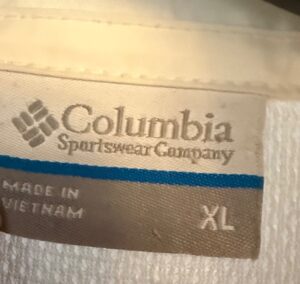 Columbia
Sportswear Company
MADE IN
VIETNAM
XL